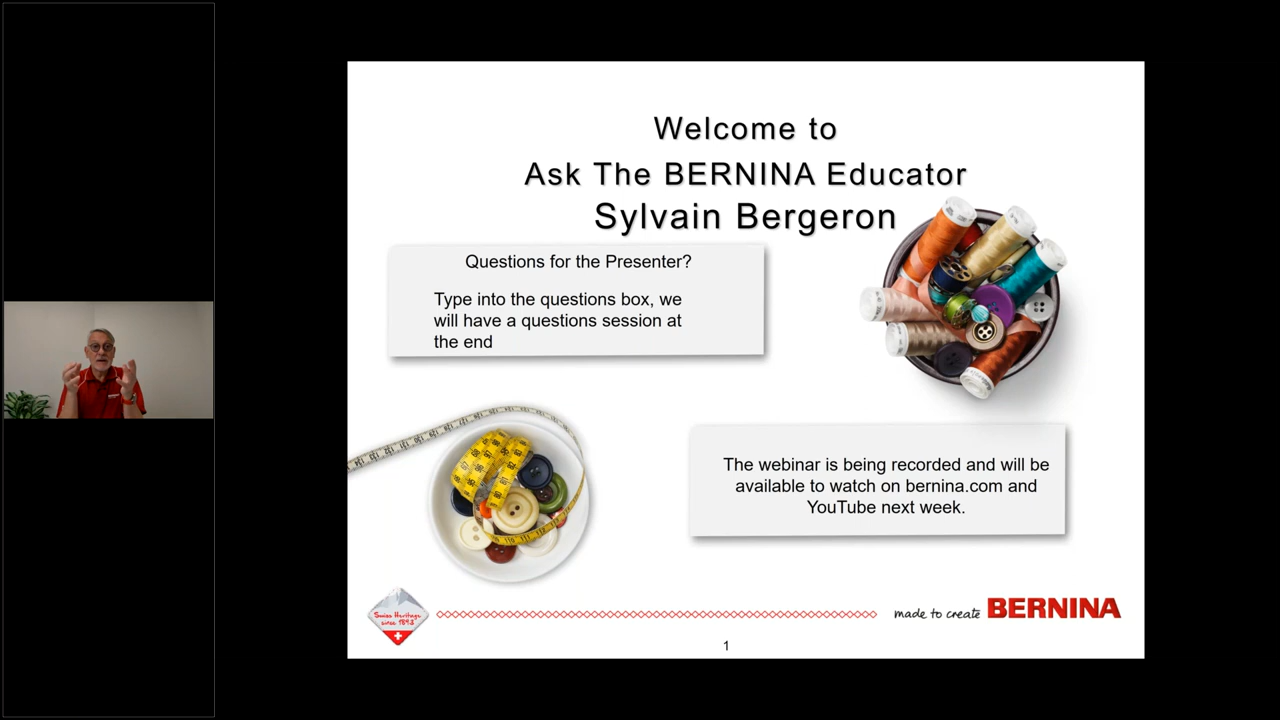 Welcome to
Ask The BERNINA Educator
Sylvain Bergeron
Questions for the Presenter?
Type into the questions box, we
will have a questions session at
the end
The webinar is being recorded and will be
available to watch on bernina.com and
YouTube next week.
Swiss Heritage
since 1893
made to create BERNINA
1